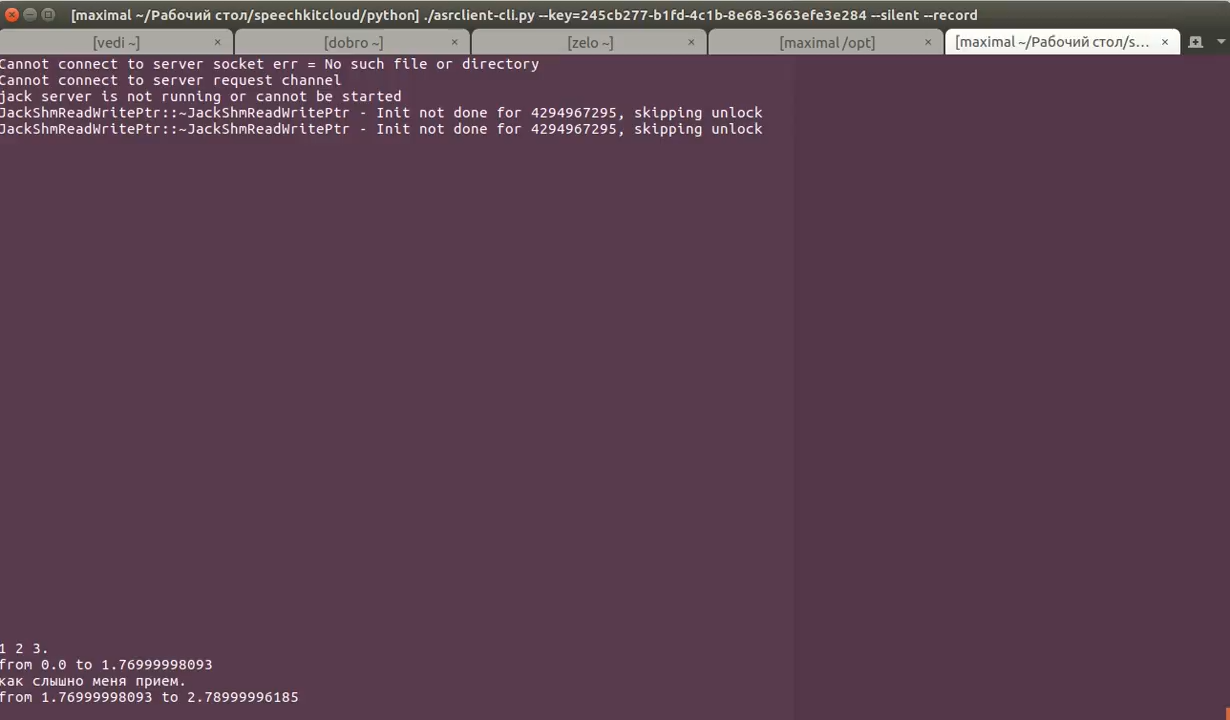 [maximal ~/Рабочий стол/speechkitcloud/python] ./asrclient-cli.py --key=245cb277-b1fd-4c1b-8e68-3663efe3e284 --silent --record
[vedi ~] × [dobro ~] × [zelo ~] × [maximal /opt] × [maximal ~/Рабочий стол/s... ×
Cannot connect to server socket err = No such file or directory
Cannot connect to server request channel
jack server is not running or cannot be started
JackShmReadWritePtr::~JackShmReadWritePtr - Init not done for 4294967295, skipping unlock
JackShmReadWritePtr::~JackShmReadWritePtr - Init not done for 4294967295, skipping unlock
1 2 3.
from 0.0 to 1.76999998093
как слышно меня прием.
from 1.76999998093 to 2.78999996185